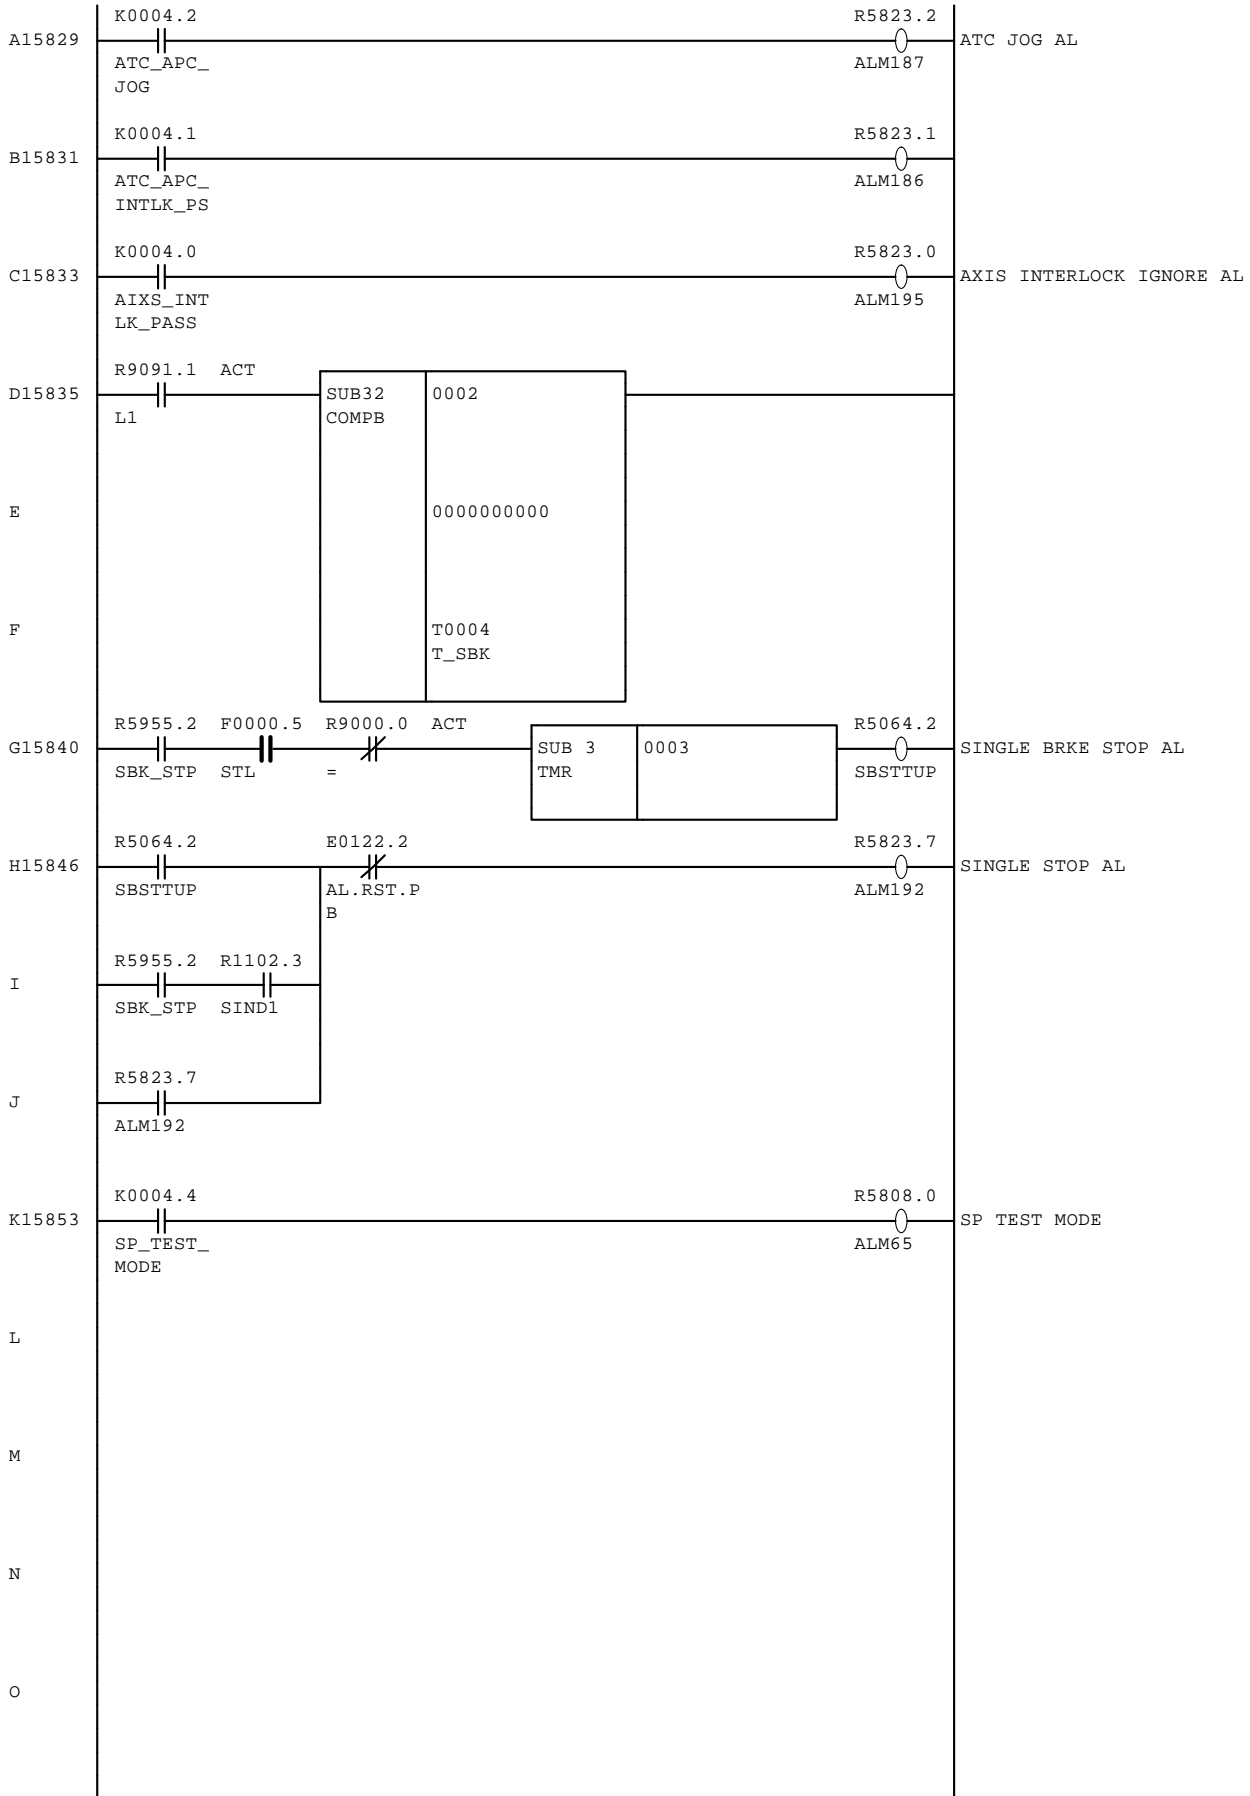 K0004.2 R5823.2
A15829 ATC JOG AL
ATC_APC_ ALM187
JOG
K0004.1 R5823.1
B15831
ATC_APC_ ALM186
INTLK_PS
K0004.0 R5823.0
C15833 AXIS INTERLOCK IGNORE AL
AIXS_INT ALM195
LK_PASS
R9091.1 ACT
D15835 SUB32 0002
L1 COMPB
E 0000000000
F T0004
T_SBK
R5955.2 F0000.5 R9000.0 ACT R5064.2
G15840 SUB 3 0003 SINGLE BRKE STOP AL
SBK_STP STL = TMR SBSTTUP
R5064.2 E0122.2 R5823.7
H15846 SINGLE STOP AL
SBSTTUP AL.RST.P ALM192
B
R5955.2 R1102.3
I
SBK_STP SIND1
R5823.7
J
ALM192
K0004.4 R5808.0
K15853 SP TEST MODE
SP_TEST_ ALM65
MODE
L
M
N
O